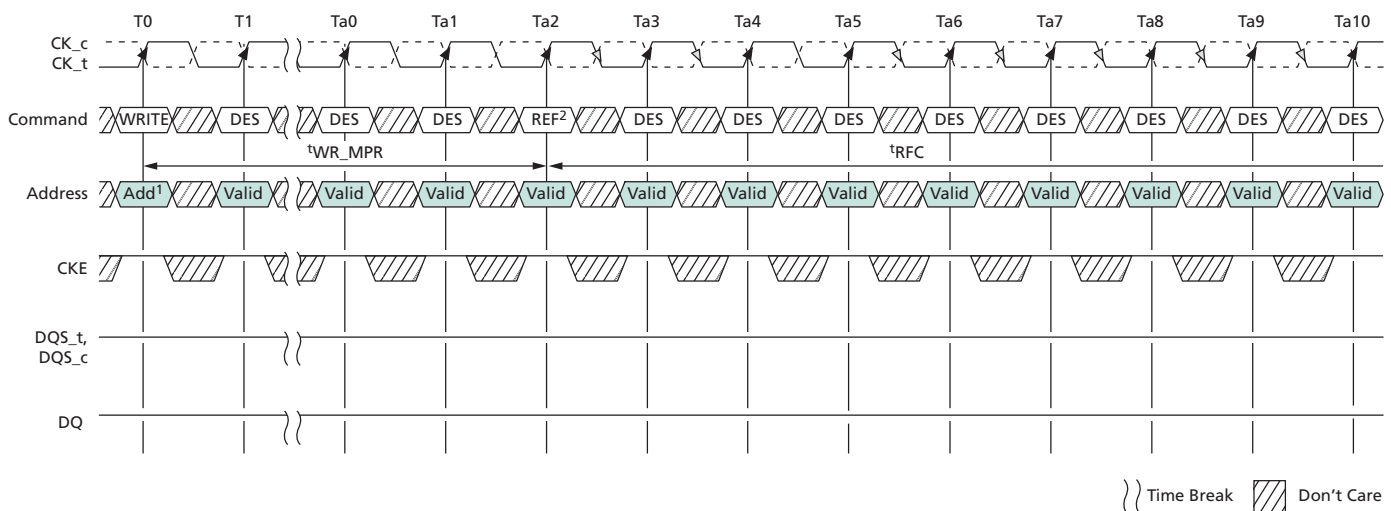 T0 T1 Ta0 Ta1 Ta2 Ta3 Ta4 Ta5 Ta6 Ta7 Ta8 Ta9 Ta10
CK_c
CK_t
Command WRITE DES DES DES REF2 DES DES DES DES DES DES DES DES
tWR_MPR tRFC
Address Add1 Valid Valid Valid Valid Valid Valid Valid Valid Valid Valid Valid Valid
CKE
DQS_t,
DQS_c
DQ
Time Break Don't Care